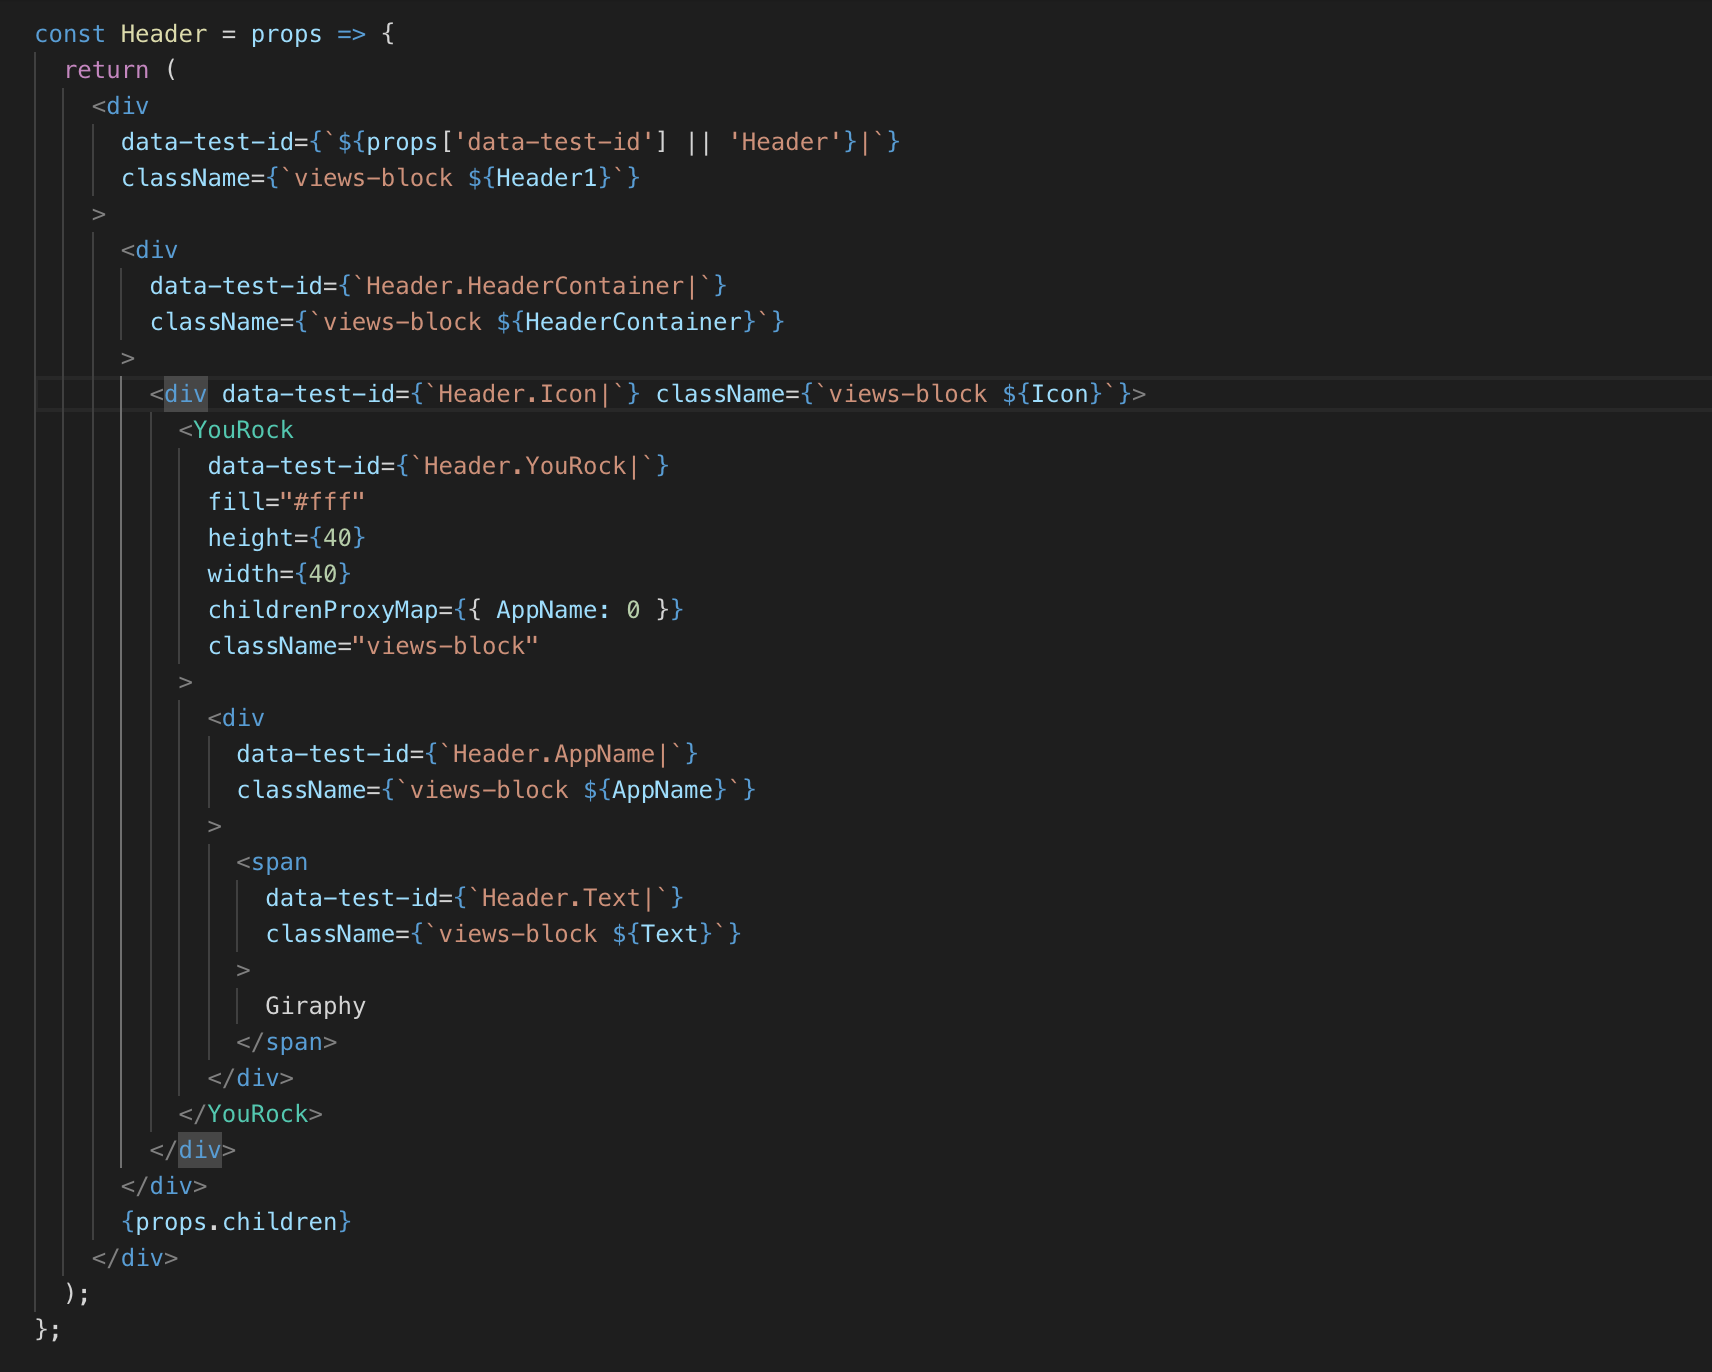 const Header = props => {
  return (
    <div
      data-test-id={`${props['data-test-id'] || 'Header'}|`}
      className={`views-block ${Header1}`}
    >
      <div
        data-test-id={`Header.HeaderContainer|`}
        className={`views-block ${HeaderContainer}`}
      >
        <div data-test-id={`Header.Icon|`} className={`views-block ${Icon}`}>
          <YouRock
            data-test-id={`Header.YouRock|`}
            fill="#fff"
            height={40}
            width={40}
            childrenProxyMap={{ AppName: 0 }}
            className="views-block"
          >
            <div
              data-test-id={`Header.AppName|`}
              className={`views-block ${AppName}`}
            >
              <span
                data-test-id={`Header.Text|`}
                className={`views-block ${Text}`}
              >
                Giraphy
              </span>
            </div>
          </YouRock>
        </div>
      </div>
      {props.children}
    </div>
  );
};